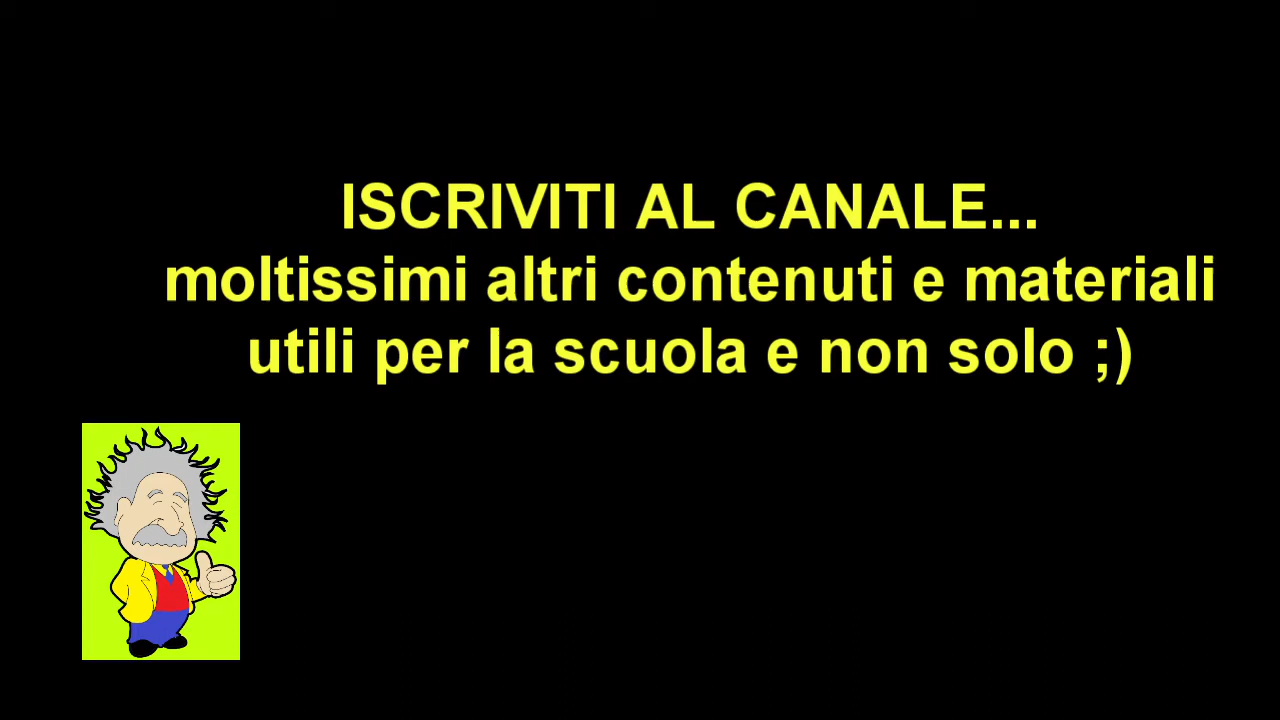 ISCRIVITI AL CANALE...
moltissimi altri contenuti e materiali
utili per la scuola e non solo ;)